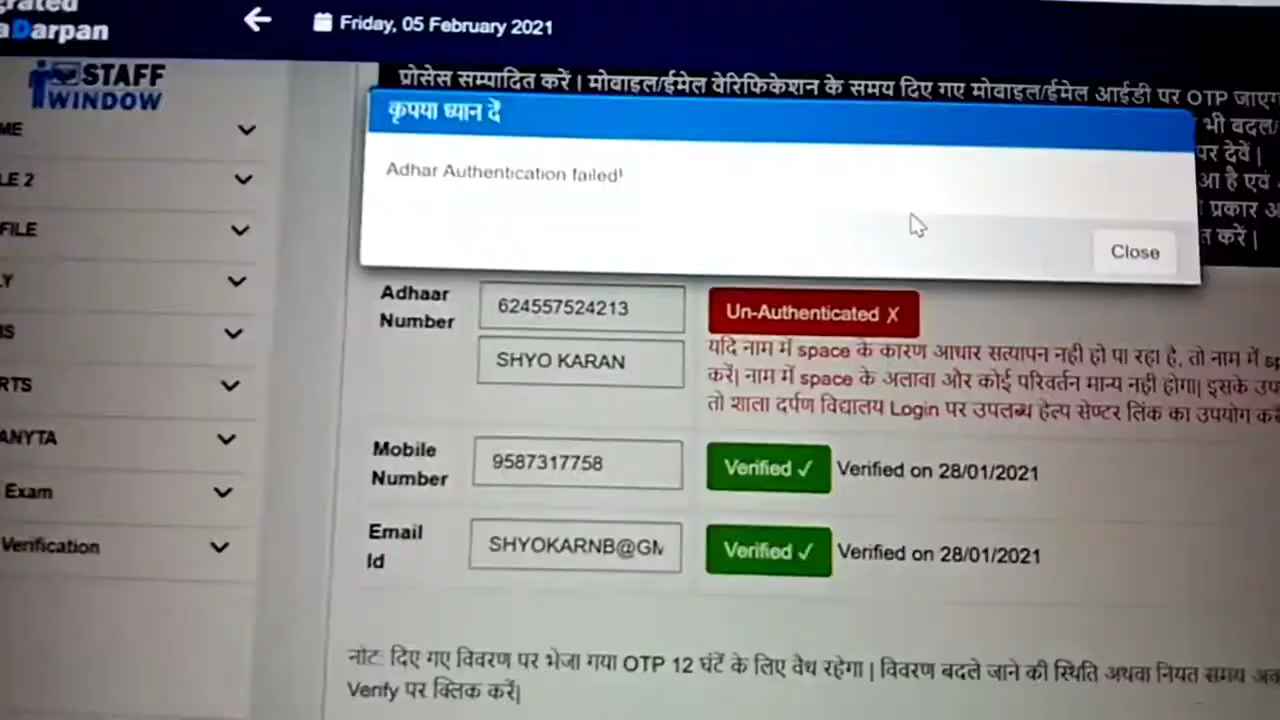 aDarpan
Friday, 05 February 2021
STAFF
WINDOW
प्रोसेस सम्पादित करें | मोबाइल/ईमेल वेरिफिकेशन के समय दिए गए मोबाइल/ईमेल आईडी पर OTP जाएग
भी बदल
पर देवें |
आ है एवं
प्रकार
त करें |
कृपया ध्यान दें
Adhar Authentication failed!
Close
ME
LE 2
FILE
LY
RTS
ANYTA
Exam
Verification
Adhaar
Number
624557524213
Un-Authenticated X
SHYO KARAN
यदि नाम में space के कारण आधार सत्यापन नही हो पा रहा है, तो नाम में sp
करें| नाम में space के अलावा और कोई परिवर्तन मान्य नही होगा| इसके उप
तो शाला दर्पण विद्यालय Login पर उपलब्ध हेल्प सेण्टर लिंक का उपयोग कर
Mobile
Number
9587317758
Verified ✓
Verified on 28/01/2021
Email
Id
SHYOKARNB@GM
Verified ✓
Verified on 28/01/2021
नोट: दिए गए विवरण पर भेजा गया OTP 12 घंटें के लिए वेध रहेगा | विवरण बदले जाने की स्थिति अथवा नियत समय
Verify पर क्लिक करें|